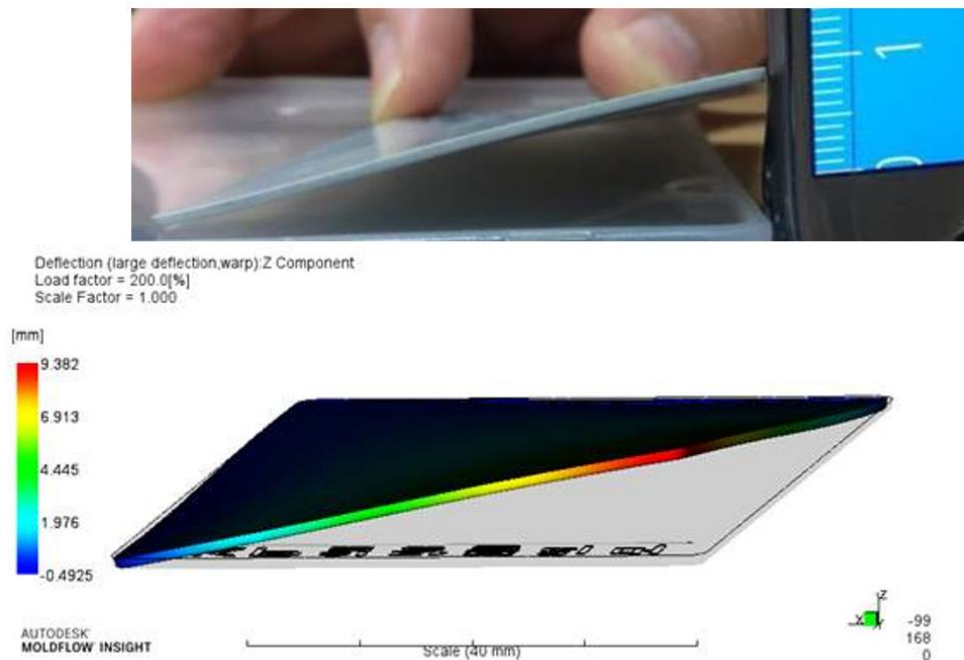 1
0
Deflection (large deflection,warp):Z Component
Load factor = 200.0[%]
Scale Factor = 1.000
[mm]
9.382
6.913
4.445
1.976
-0.4925
AUTODESK
MOLDFLOW INSIGHT
Scale (40 mm)
Z
X
Y
-99
168
0